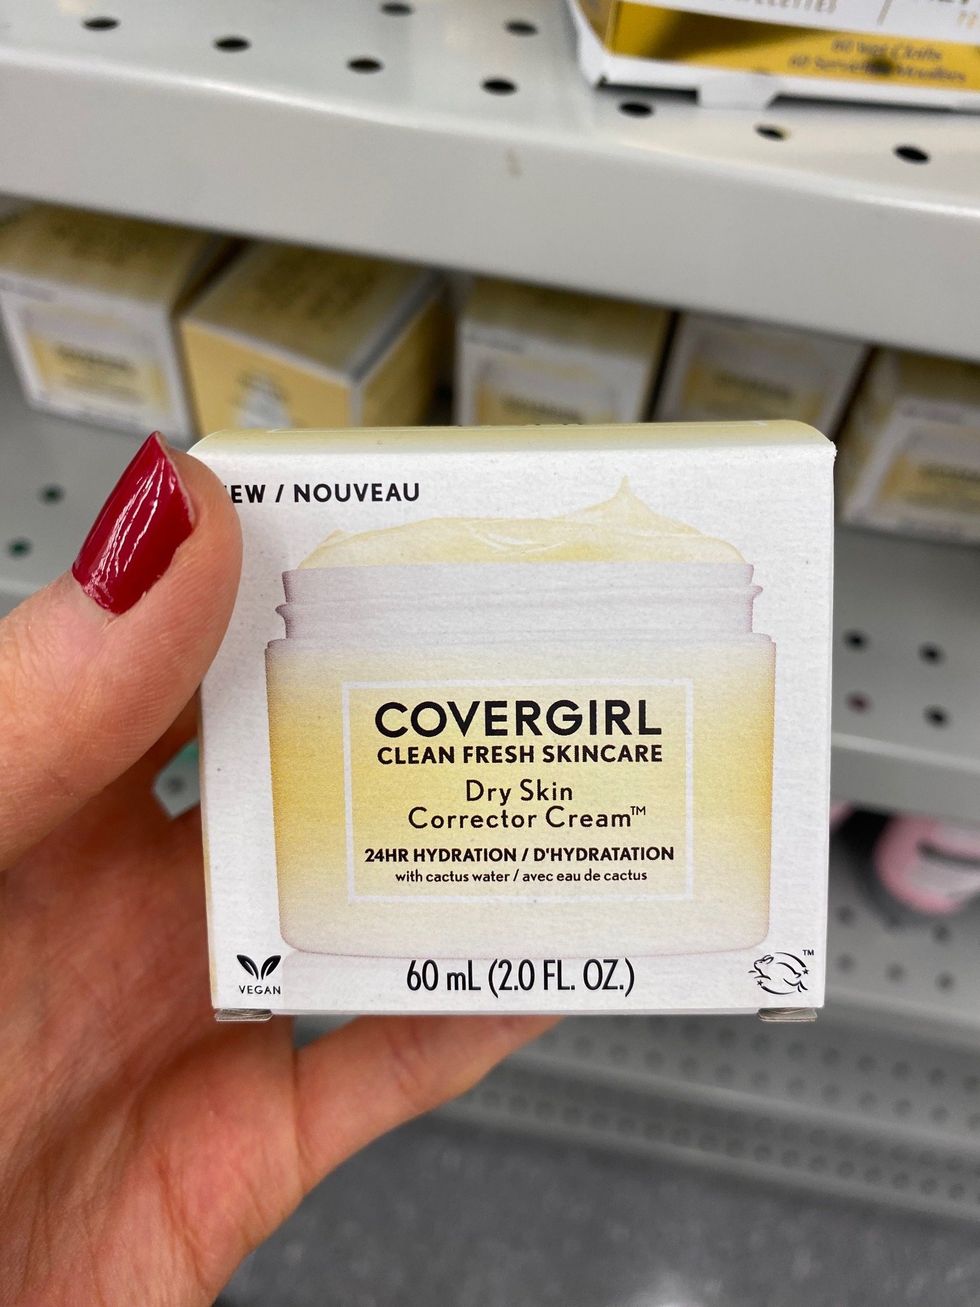 EW / NOUVEAU
COVERGIRL
CLEAN FRESH SKINCARE
Dry Skin
Corrector Cream™
24HR HYDRATION / D'HYDRATATION
with cactus water / avec eau de cactus
VEGAN
60 mL (2.0 FL. OZ.)
TM